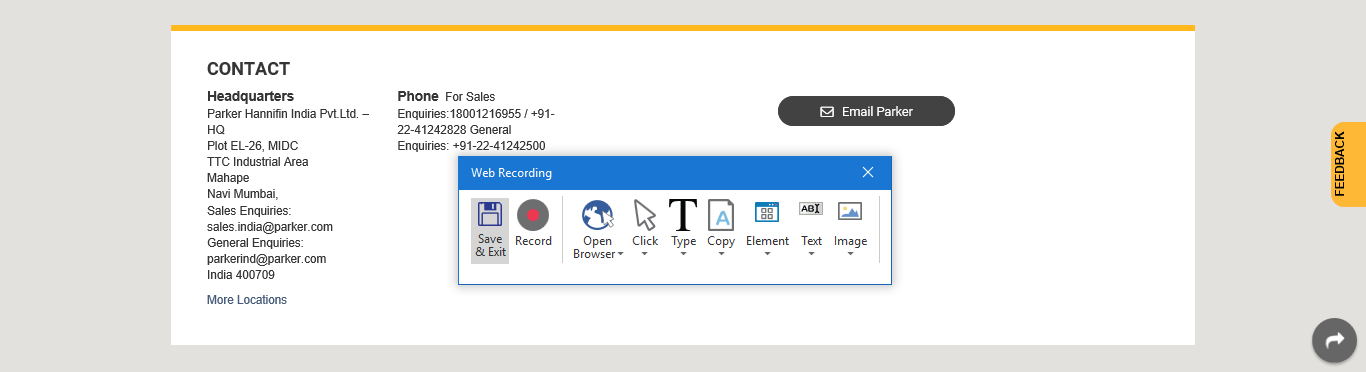 CONTACT
Headquarters
Parker Hannifin India Pvt.Ltd. –
HQ
Plot EL-26, MIDC
TTC Industrial Area
Mahape
Navi Mumbai,
Sales Enquiries:
sales.india@parker.com
General Enquiries:
parkerind@parker.com
India 400709
More Locations
Phone For Sales
Enquiries:18001216955 / +91-
22-41242828 General
Enquiries: +91-22-41242500
Email Parker
FEEDBACK
Web Recording
Save
& Exit
Record
Open
Browser
Click
T
Type
A
Copy
Element
AB
Text
Image